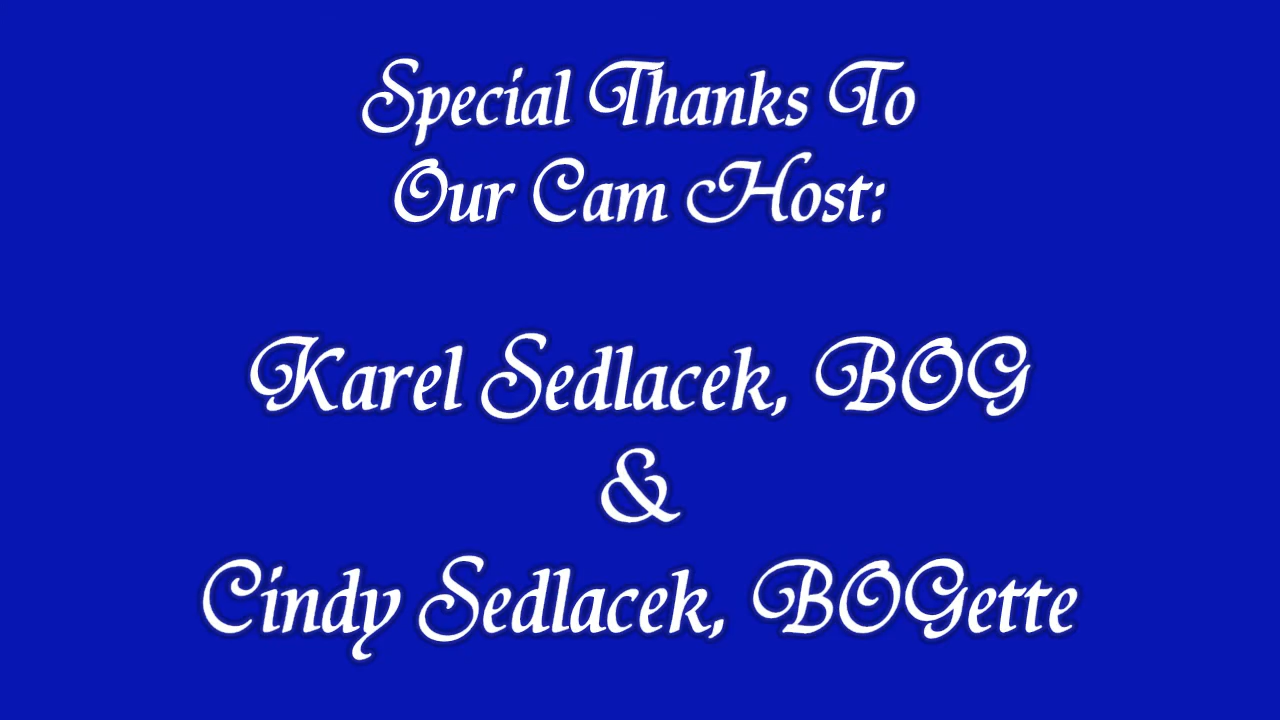 Special Thanks To
Our Cam Host:
Karel Sedlacek, BOG
&
Cindy Sedlacek, BOGette